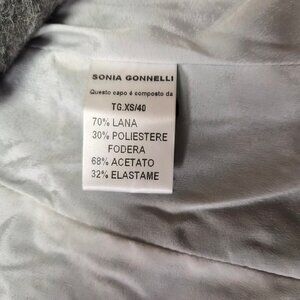 SONIA GONNELLI
Questo capo è composto da
TG.XS/40
70% LANA
30% POLIESTERE
FODERA
68% ACETATO
32% ELASTAME